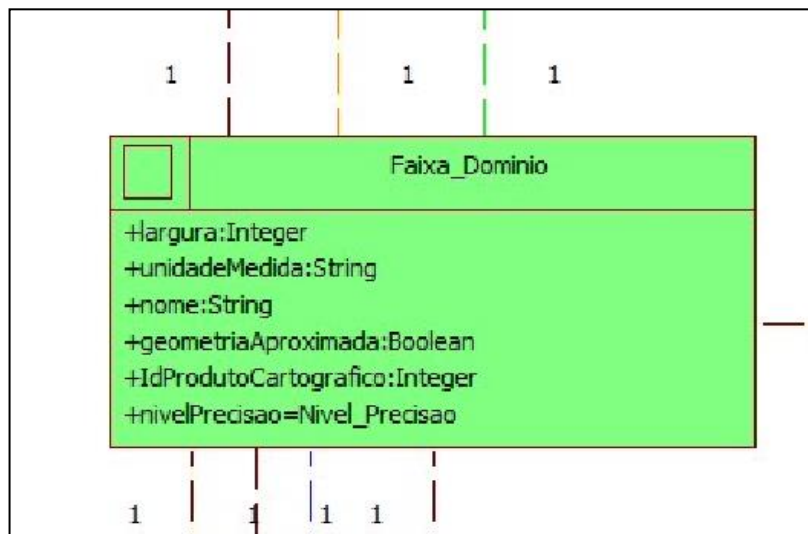 1 1 1
Faixa_Dominio
+largura:Integer
+unidadeMedida:String
+nome:String
+geometriaAproximada:Boolean
+IdProdutoCartografico:Integer
+nivelPrecisao=Nivel_Precisao
1 1 1 1